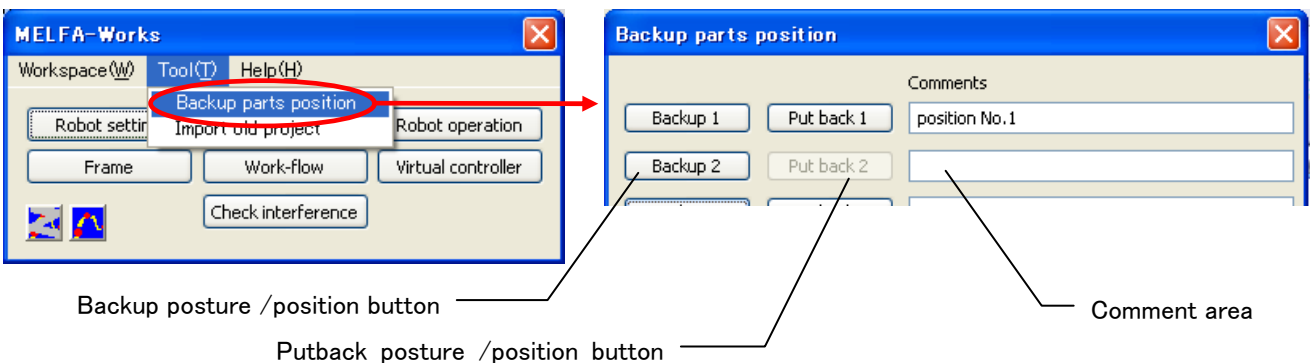 MELFA-Works
Workspace(W) Tool(T) Help(H)
Backup parts position
Import old project
Robot settin
Robot operation
Frame Work-flow Virtual controller
Check interference
Backup parts position
Comments
Backup 1 Put back 1 position No.1
Backup 2 Put back 2
Backup posture /position button
Putback posture /position button
Comment area